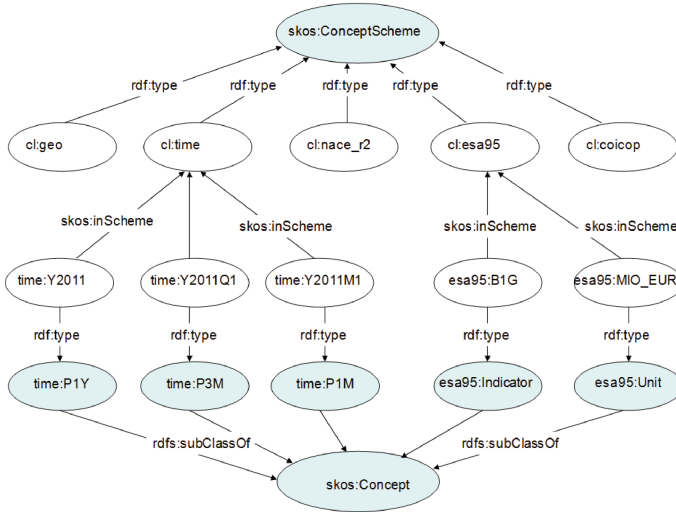 skos:ConceptScheme
rdf:type rdf:type rdf:type rdf:type rdf:type
cl:geo cl:time cl:nace_r2 cl:esa95 cl:coicop
skos:inScheme skos:inScheme skos:inScheme skos:inScheme
time:Y2011 time:Y2011Q1 time:Y2011M1 esa95:B1G esa95:MIO_EUR
rdf:type rdf:type rdf:type rdf:type rdf:type
time:P1Y time:P3M time:P1M esa95:Indicator esa95:Unit
rdfs:subClassOf rdfs:subClassOf
skos:Concept